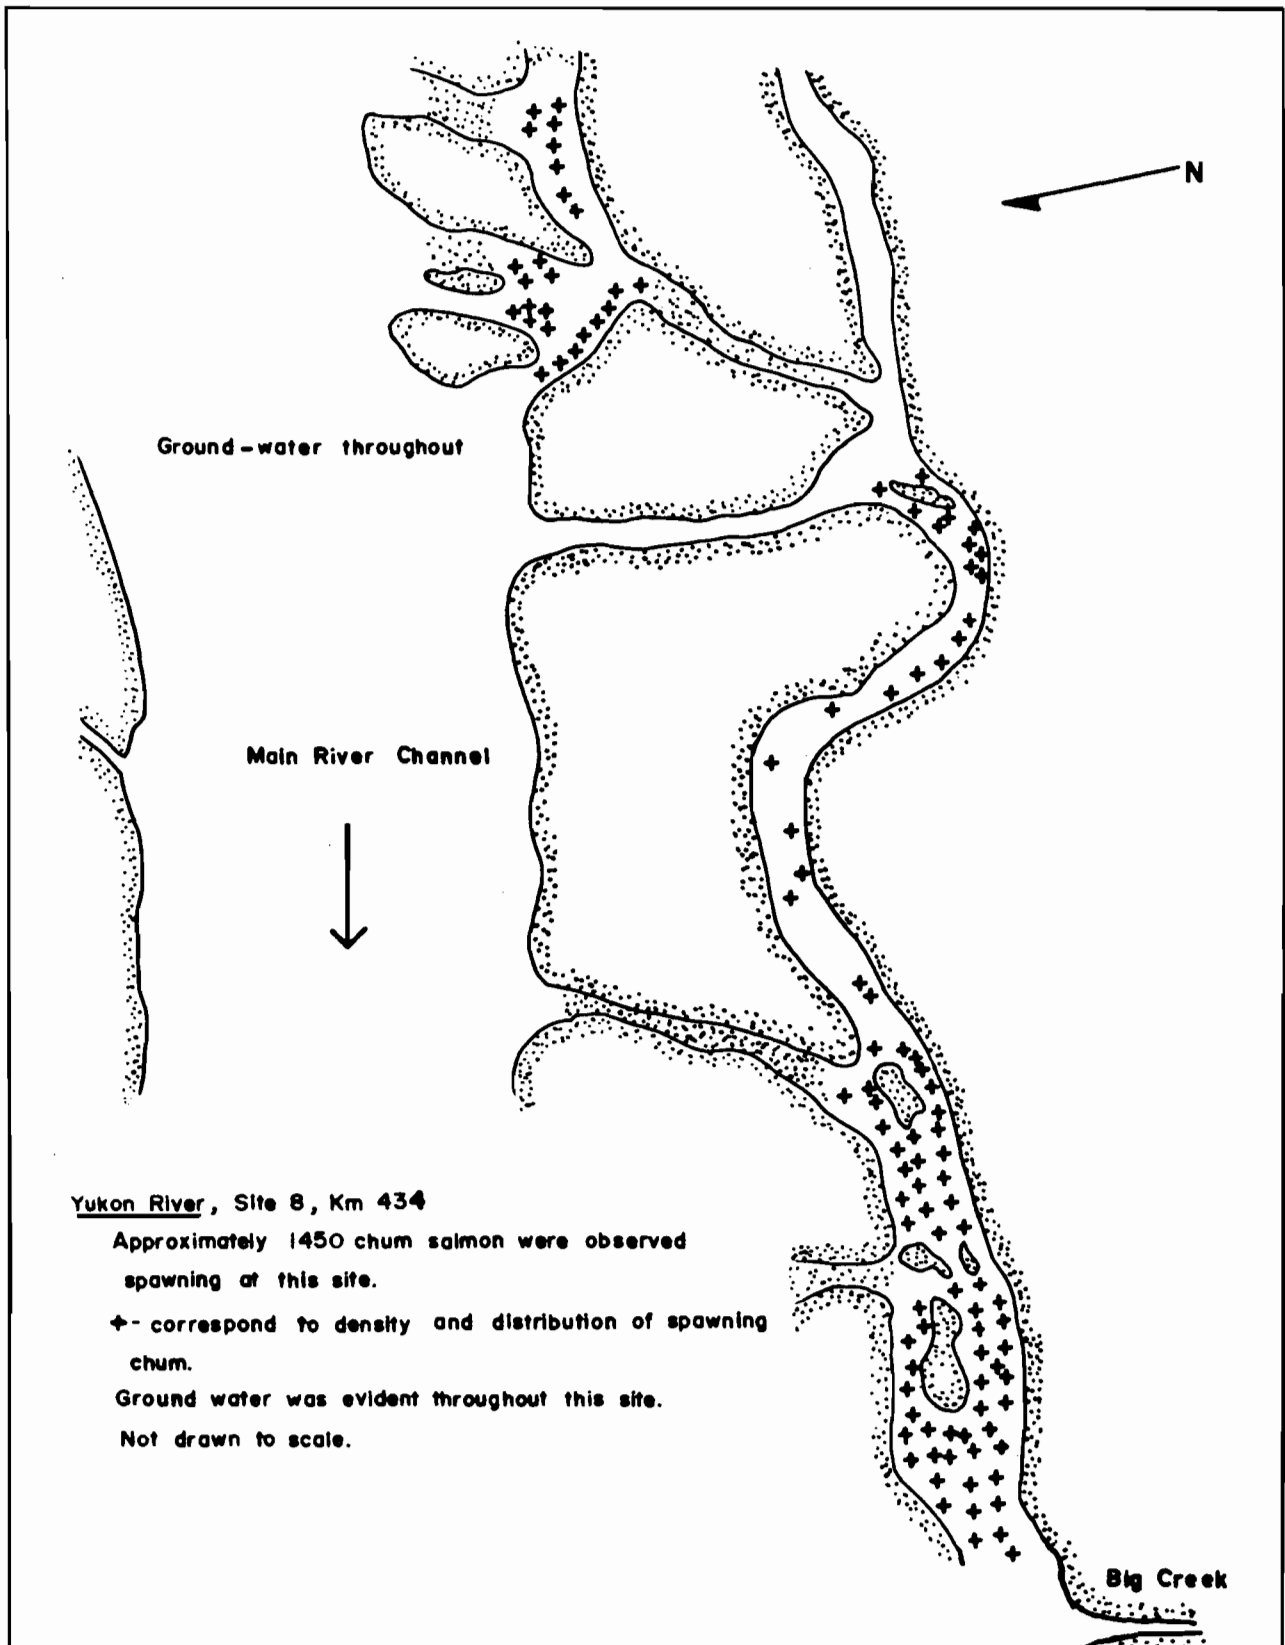 N
Ground-water throughout
Main River Channel
Yukon River, Site 8, Km 434
Approximately 1450 chum salmon were observed
spawning at this site.
+ - correspond to density and distribution of spawning
chum.
Ground water was evident throughout this site.
Not drawn to scale.
Big Creek